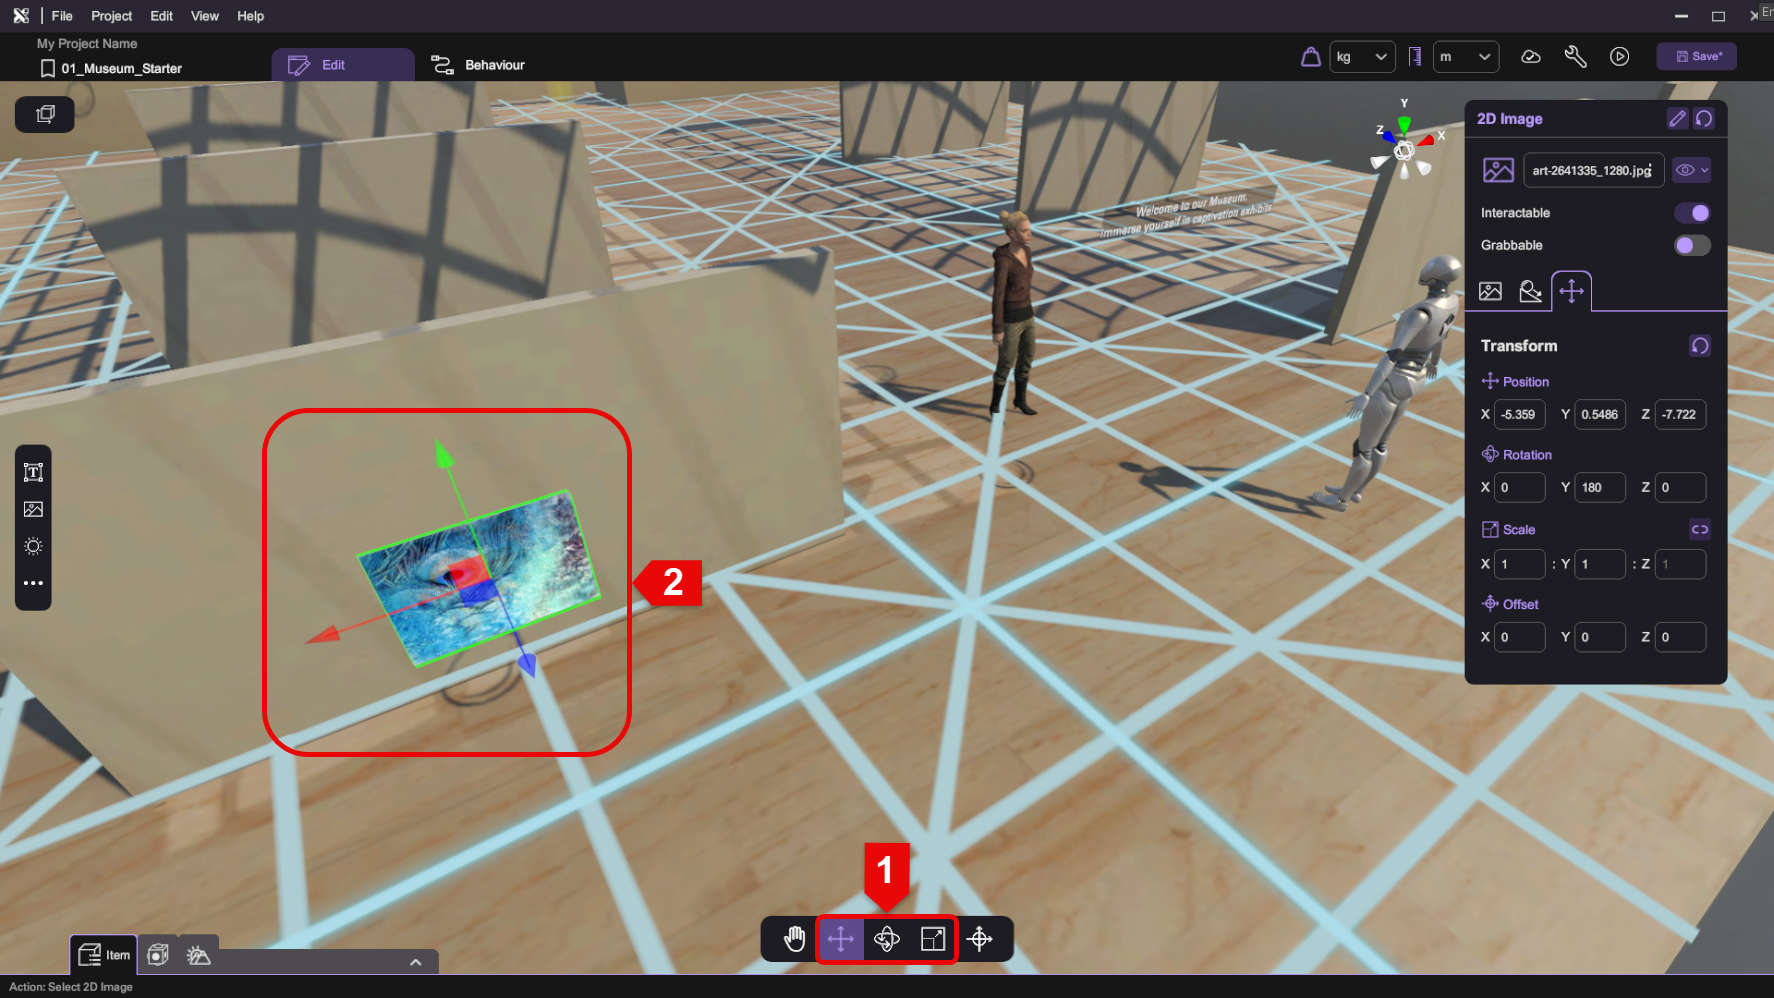 File Project Edit View Help
En
My Project Name
01_Museum_Starter
Edit
Behaviour
kg
m
Save*
Y
Z
X
Welcome to our Museum.
Immerse yourself in captivation exhibits.
2D Image
art-2641335_1280.jpg
Interactable
Grabbable
Transform
Position
X -5.359 Y 0.5486 Z -7.722
Rotation
X 0 Y 180 Z 0
Scale
X 1 : Y 1 : Z 1
Offset
X 0 Y 0 Z 0
T
2
1
Item
Action: Select 2D Image